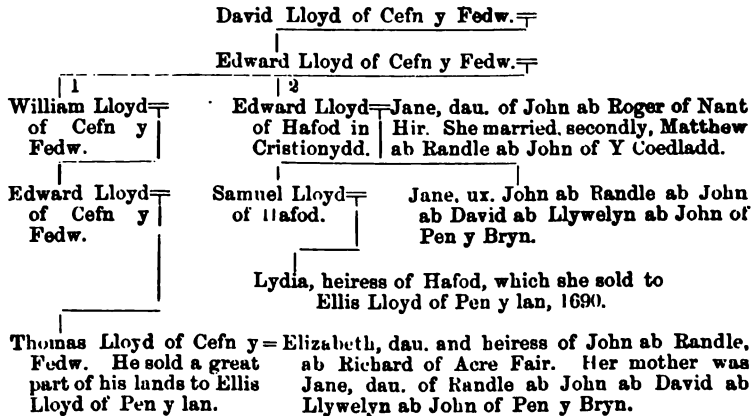 David Lloyd of Cefn y Fedw.
Edward Lloyd of Cefn y Fedw.
1
2
William Lloyd
of Cefn y
Fedw.
Edward Lloyd
of Hafod in
Cristionydd.
Jane, dau. of John ab Roger of Nant
Hir. She married, secondly, Matthew
ab Randle ab John of Y Coedladd.
Edward Lloyd
of Cefn y
Fedw.
Samuel Lloyd
of Hafod.
Jane, ux. John ab Randle ab John
ab David ab Llywelyn ab John of
Pen y Bryn.
Lydia, heiress of Hafod, which she sold to
Ellis Lloyd of Pen y lan, 1690.
Thomas Lloyd of Cefn y
Fedw. He sold a great
part of his lands to Ellis
Lloyd of Pen y lan.
= Elizabeth, dau. and heiress of John ab Randle,
ab Richard of Acre Fair. Her mother was
Jane, dau. of Randle ab John ab David ab
Llywelyn ab John of Pen y Bryn.